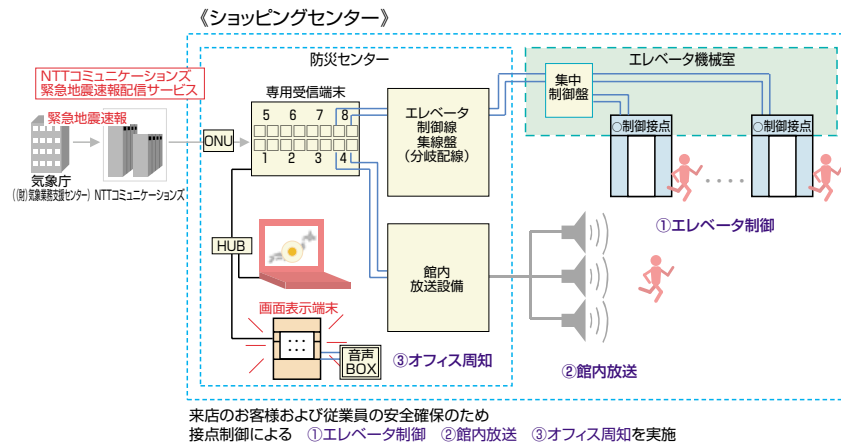 《ショッピングセンター》
防災センター
エレベータ機械室
NTTコミュニケーションズ
緊急地震速報配信サービス
専用受信端末
集中
制御盤
緊急地震速報
5 6 7 8
1 2 3 4
ONU
エレベータ
制御線
集線盤
(分岐配線)
○制御接点
○制御接点
気象庁
((財)気象業務支援センター)
NTTコミュニケーションズ
①エレベータ制御
HUB
館内
放送設備
画面表示端末
音声
BOX
③オフィス周知
②館内放送
来店のお客様および従業員の安全確保のため
接点制御による ①エレベータ制御 ②館内放送 ③オフィス周知を実施